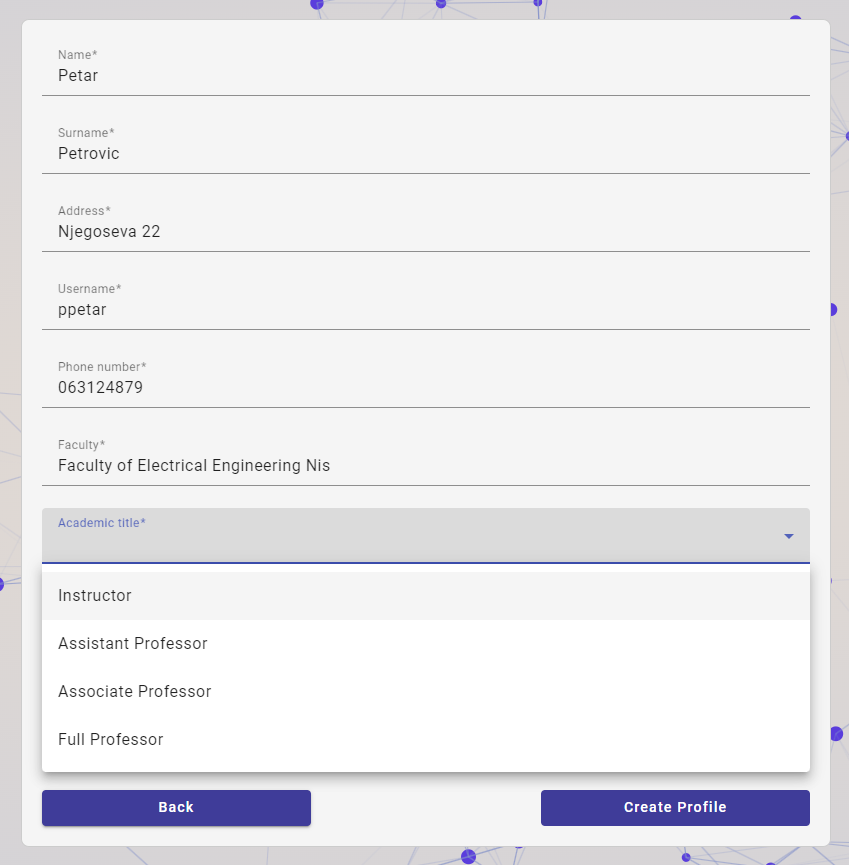 Name*
Petar
Surname*
Petrovic
Address*
Njegoseva 22
Username*
ppetar
Phone number*
063124879
Faculty*
Faculty of Electrical Engineering Nis
Academic title*
Instructor
Assistant Professor
Associate Professor
Full Professor
Back
Create Profile